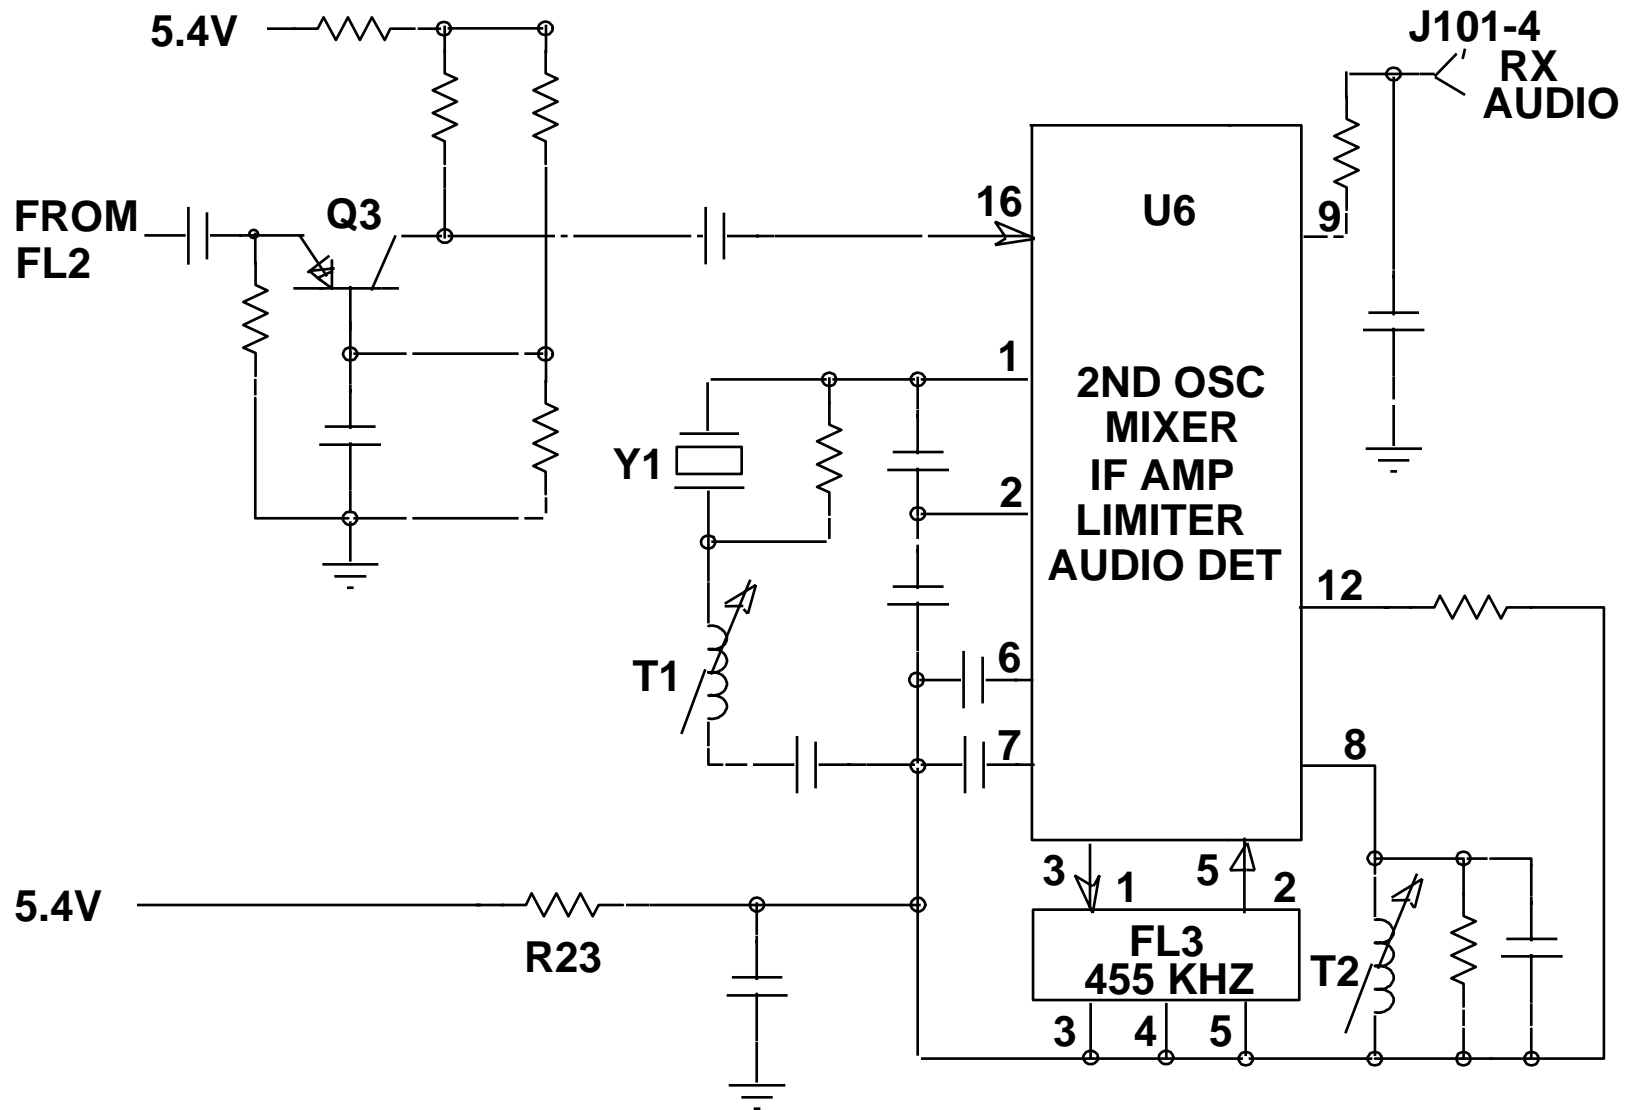 5.4V
J101-4
RX
AUDIO
FROM
FL2
Q3
16
U6
9
1
2ND OSC
MIXER
IF AMP
LIMITER
AUDIO DET
Y1
2
12
T1
6
7
8
3
1
5
2
5.4V
R23
FL3
455 KHZ
T2
3
4
5